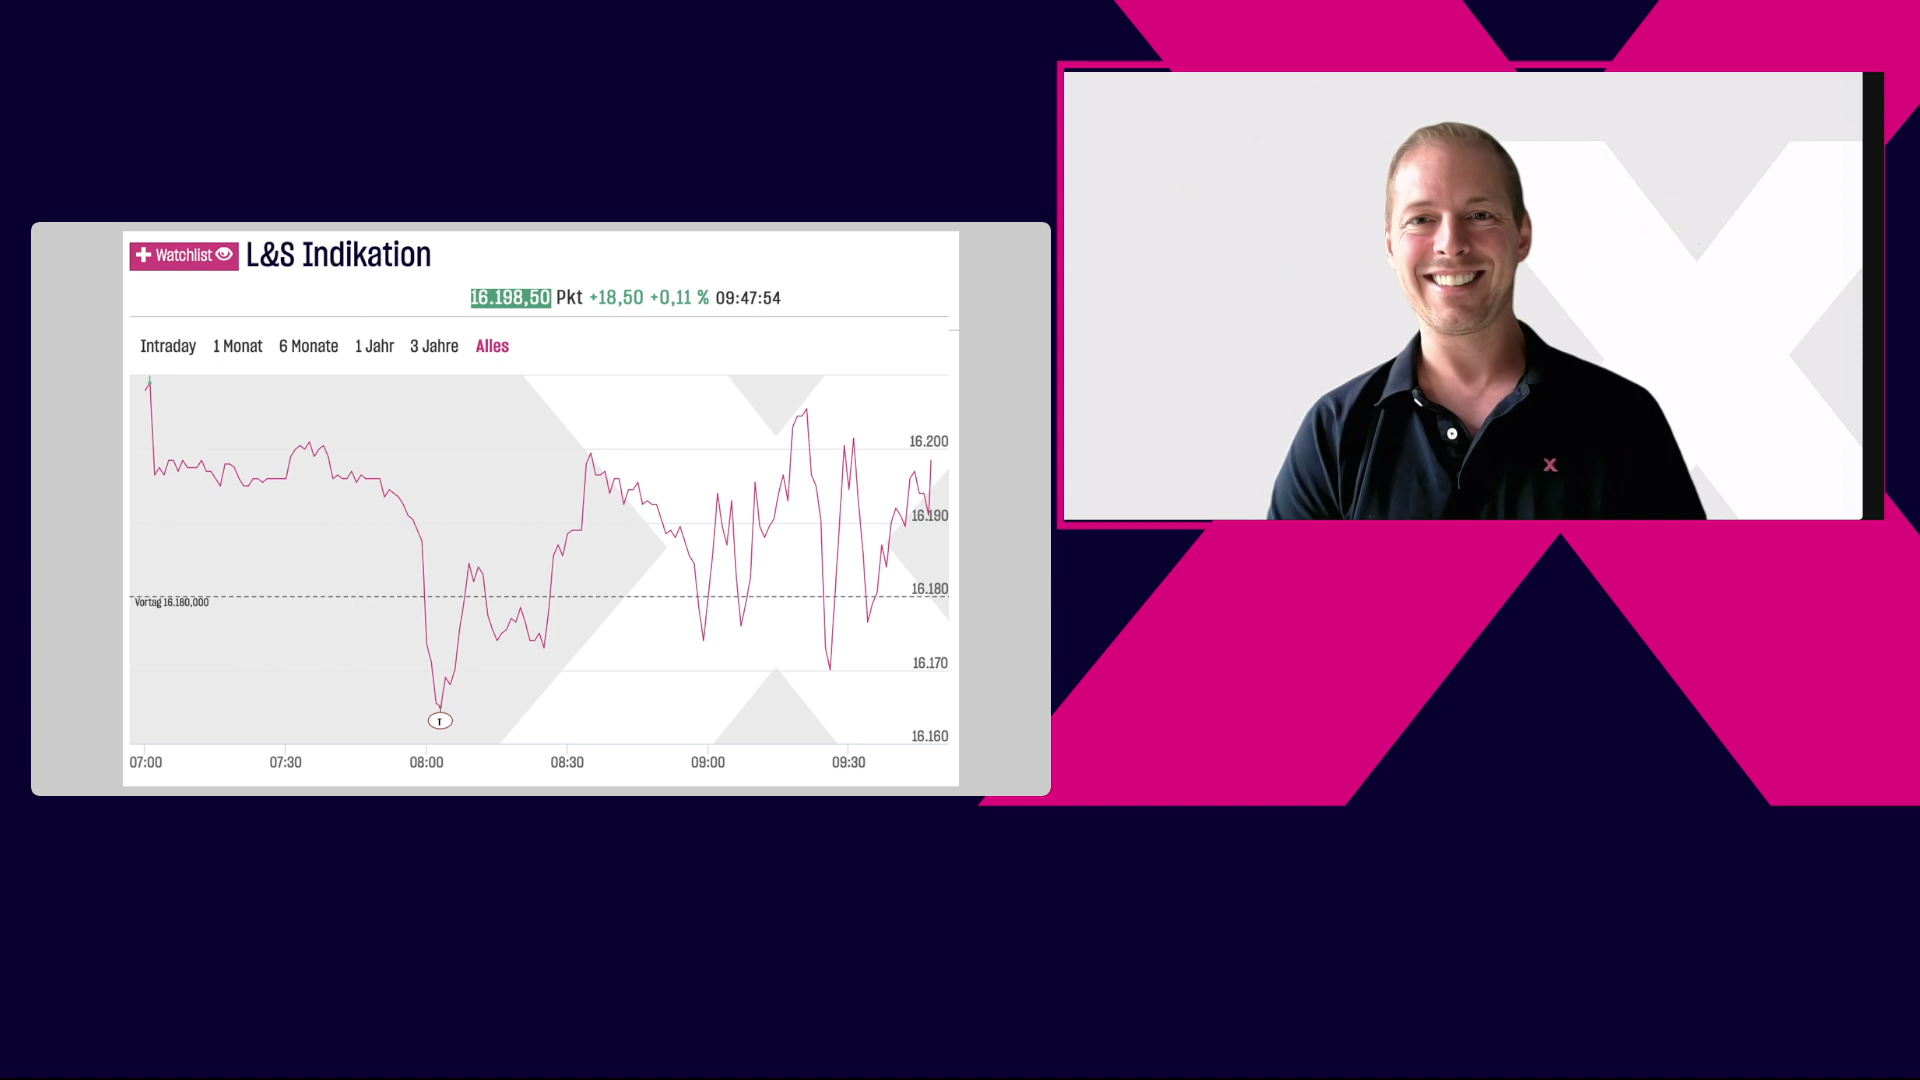 Watchlist L&S Indikation
16.198,50 Pkt +18,50 +0,11 % 09:47:54
Intraday 1 Monat 6 Monate 1 Jahr 3 Jahre Alles
16.200
16.190
16.180
Vortag 16.180,000
16.170
T
16.160
07:00 07:30 08:00 08:30 09:00 09:30
X